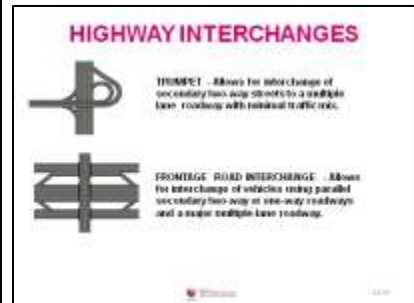 HIGHWAY INTERCHANGES
TRUMPET - Allows for interchange of
secondary two-way streets to a multiple
lane roadway with minimal traffic mix.
FRONTAGE ROAD INTERCHANGE - Allows
for interchange of vehicles using parallel
secondary two-way or one-way roadways
and a major multiple-lane roadway.